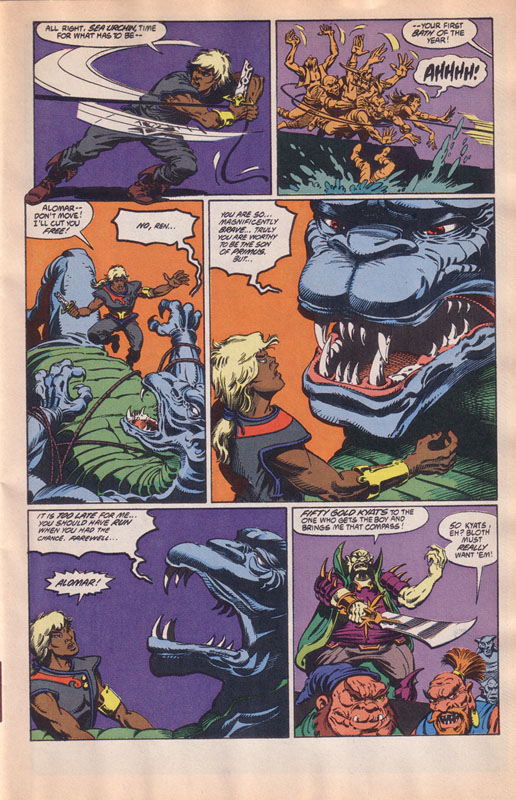 ALL RIGHT, SEA URCHIN, TIME
FOR WHAT HAS TO BE--
--YOUR FIRST
BATH OF THE
YEAR!
AHHHH!
ALOMAR--
DON'T MOVE!
I'LL CUT YOU
FREE!
NO, REN...
YOU ARE SO...
MAGNIFICENTLY
BRAVE... TRULY
YOU ARE WORTHY
TO BE THE SON
OF PRIMUS.
BUT...
IT IS TOO LATE FOR ME...
YOU SHOULD HAVE RUN
WHEN YOU HAD THE
CHANCE. FAREWELL...
ALOMAR!
FIFTY GOLD KYATS TO THE
ONE WHO GETS THE BOY AND
BRINGS ME THAT COMPASS!
50 KYATS,
EH? BLOTH
MUST
REALLY
WANT 'EM!